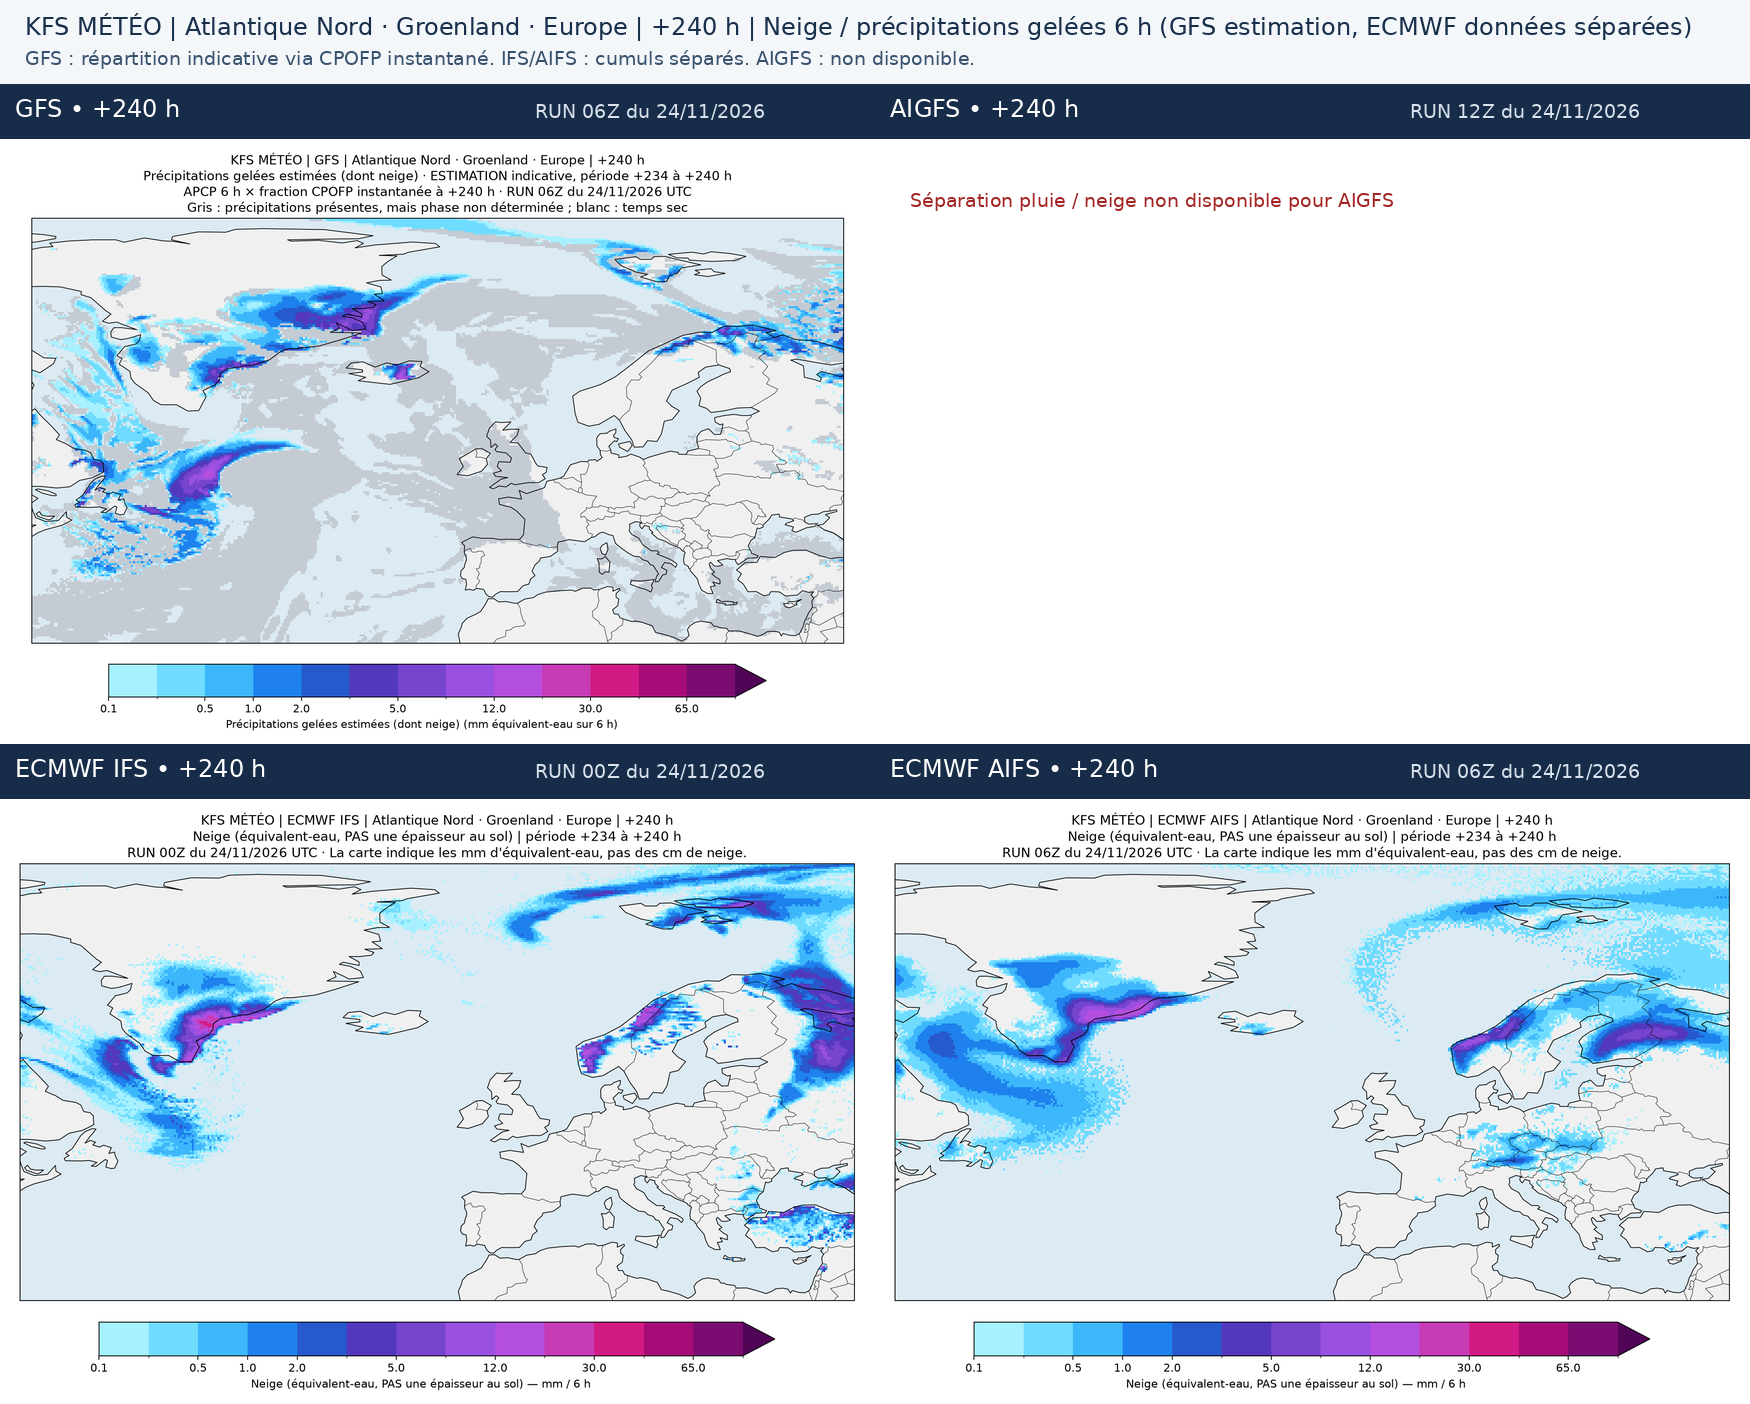 KFS MÉTÉO | Atlantique Nord · Groenland · Europe | +240 h | Neige / précipitations gelées 6 h (GFS estimation, ECMWF données séparées)
GFS : répartition indicative via CPOFP instantané. IFS/AIFS : cumuls séparés. AIGFS : non disponible.
GFS • +240 h
RUN 06Z du 24/11/2026
AIGFS • +240 h
RUN 12Z du 24/11/2026
KFS MÉTÉO | GFS | Atlantique Nord · Groenland · Europe | +240 h
Précipitations gelées estimées (dont neige) · ESTIMATION indicative, période +234 à +240 h
APCP 6 h × fraction CPOFP instantanée à +240 h · RUN 06Z du 24/11/2026 UTC
Gris : précipitations présentes, mais phase non déterminée ; blanc : temps sec
Séparation pluie / neige non disponible pour AIGFS
0.1 0.5 1.0 2.0 5.0 12.0 30.0 65.0
Précipitations gelées estimées (dont neige) (mm équivalent-eau sur 6 h)
ECMWF IFS • +240 h
RUN 00Z du 24/11/2026
ECMWF AIFS • +240 h
RUN 06Z du 24/11/2026
KFS MÉTÉO | ECMWF IFS | Atlantique Nord · Groenland · Europe | +240 h
Neige (équivalent-eau, PAS une épaisseur au sol) | période +234 à +240 h
RUN 00Z du 24/11/2026 UTC · La carte indique les mm d'équivalent-eau, pas des cm de neige.
KFS MÉTÉO | ECMWF AIFS | Atlantique Nord · Groenland · Europe | +240 h
Neige (équivalent-eau, PAS une épaisseur au sol) | période +234 à +240 h
RUN 06Z du 24/11/2026 UTC · La carte indique les mm d'équivalent-eau, pas des cm de neige.
0.1 0.5 1.0 2.0 5.0 12.0 30.0 65.0
Neige (équivalent-eau, PAS une épaisseur au sol) — mm / 6 h
0.1 0.5 1.0 2.0 5.0 12.0 30.0 65.0
Neige (équivalent-eau, PAS une épaisseur au sol) — mm / 6 h